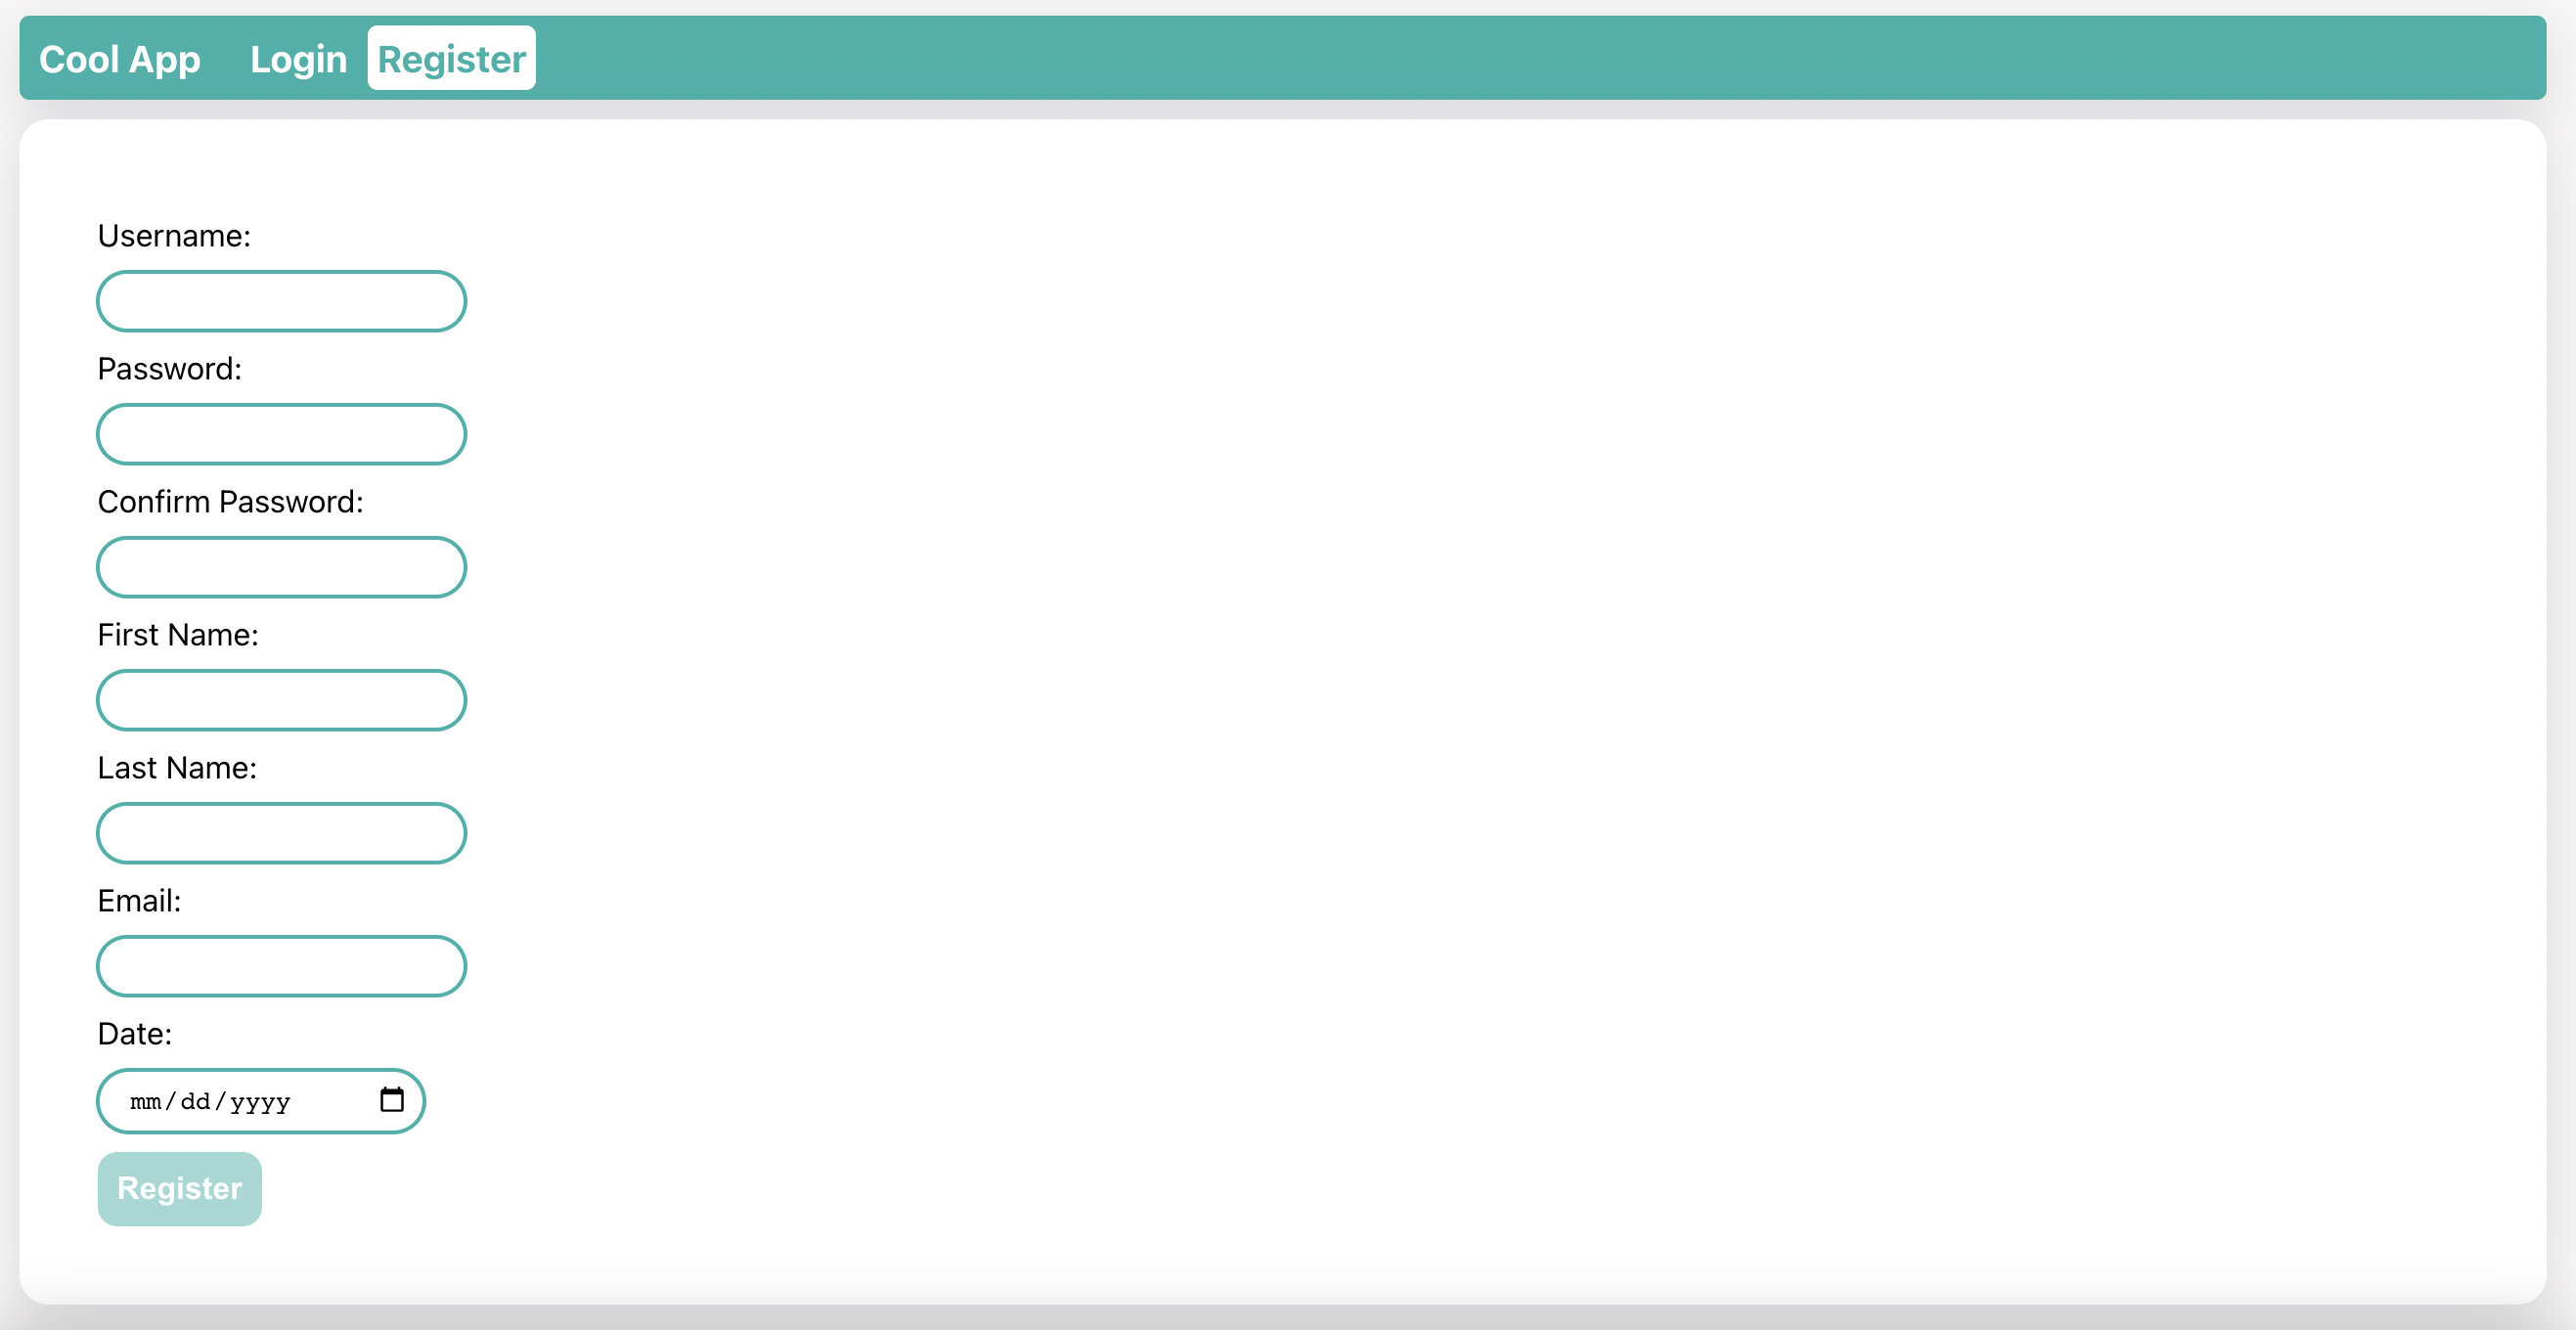 Cool App Login Register
Username:
Password:
Confirm Password:
First Name:
Last Name:
Email:
Date:
mm/dd/yyyy
Register